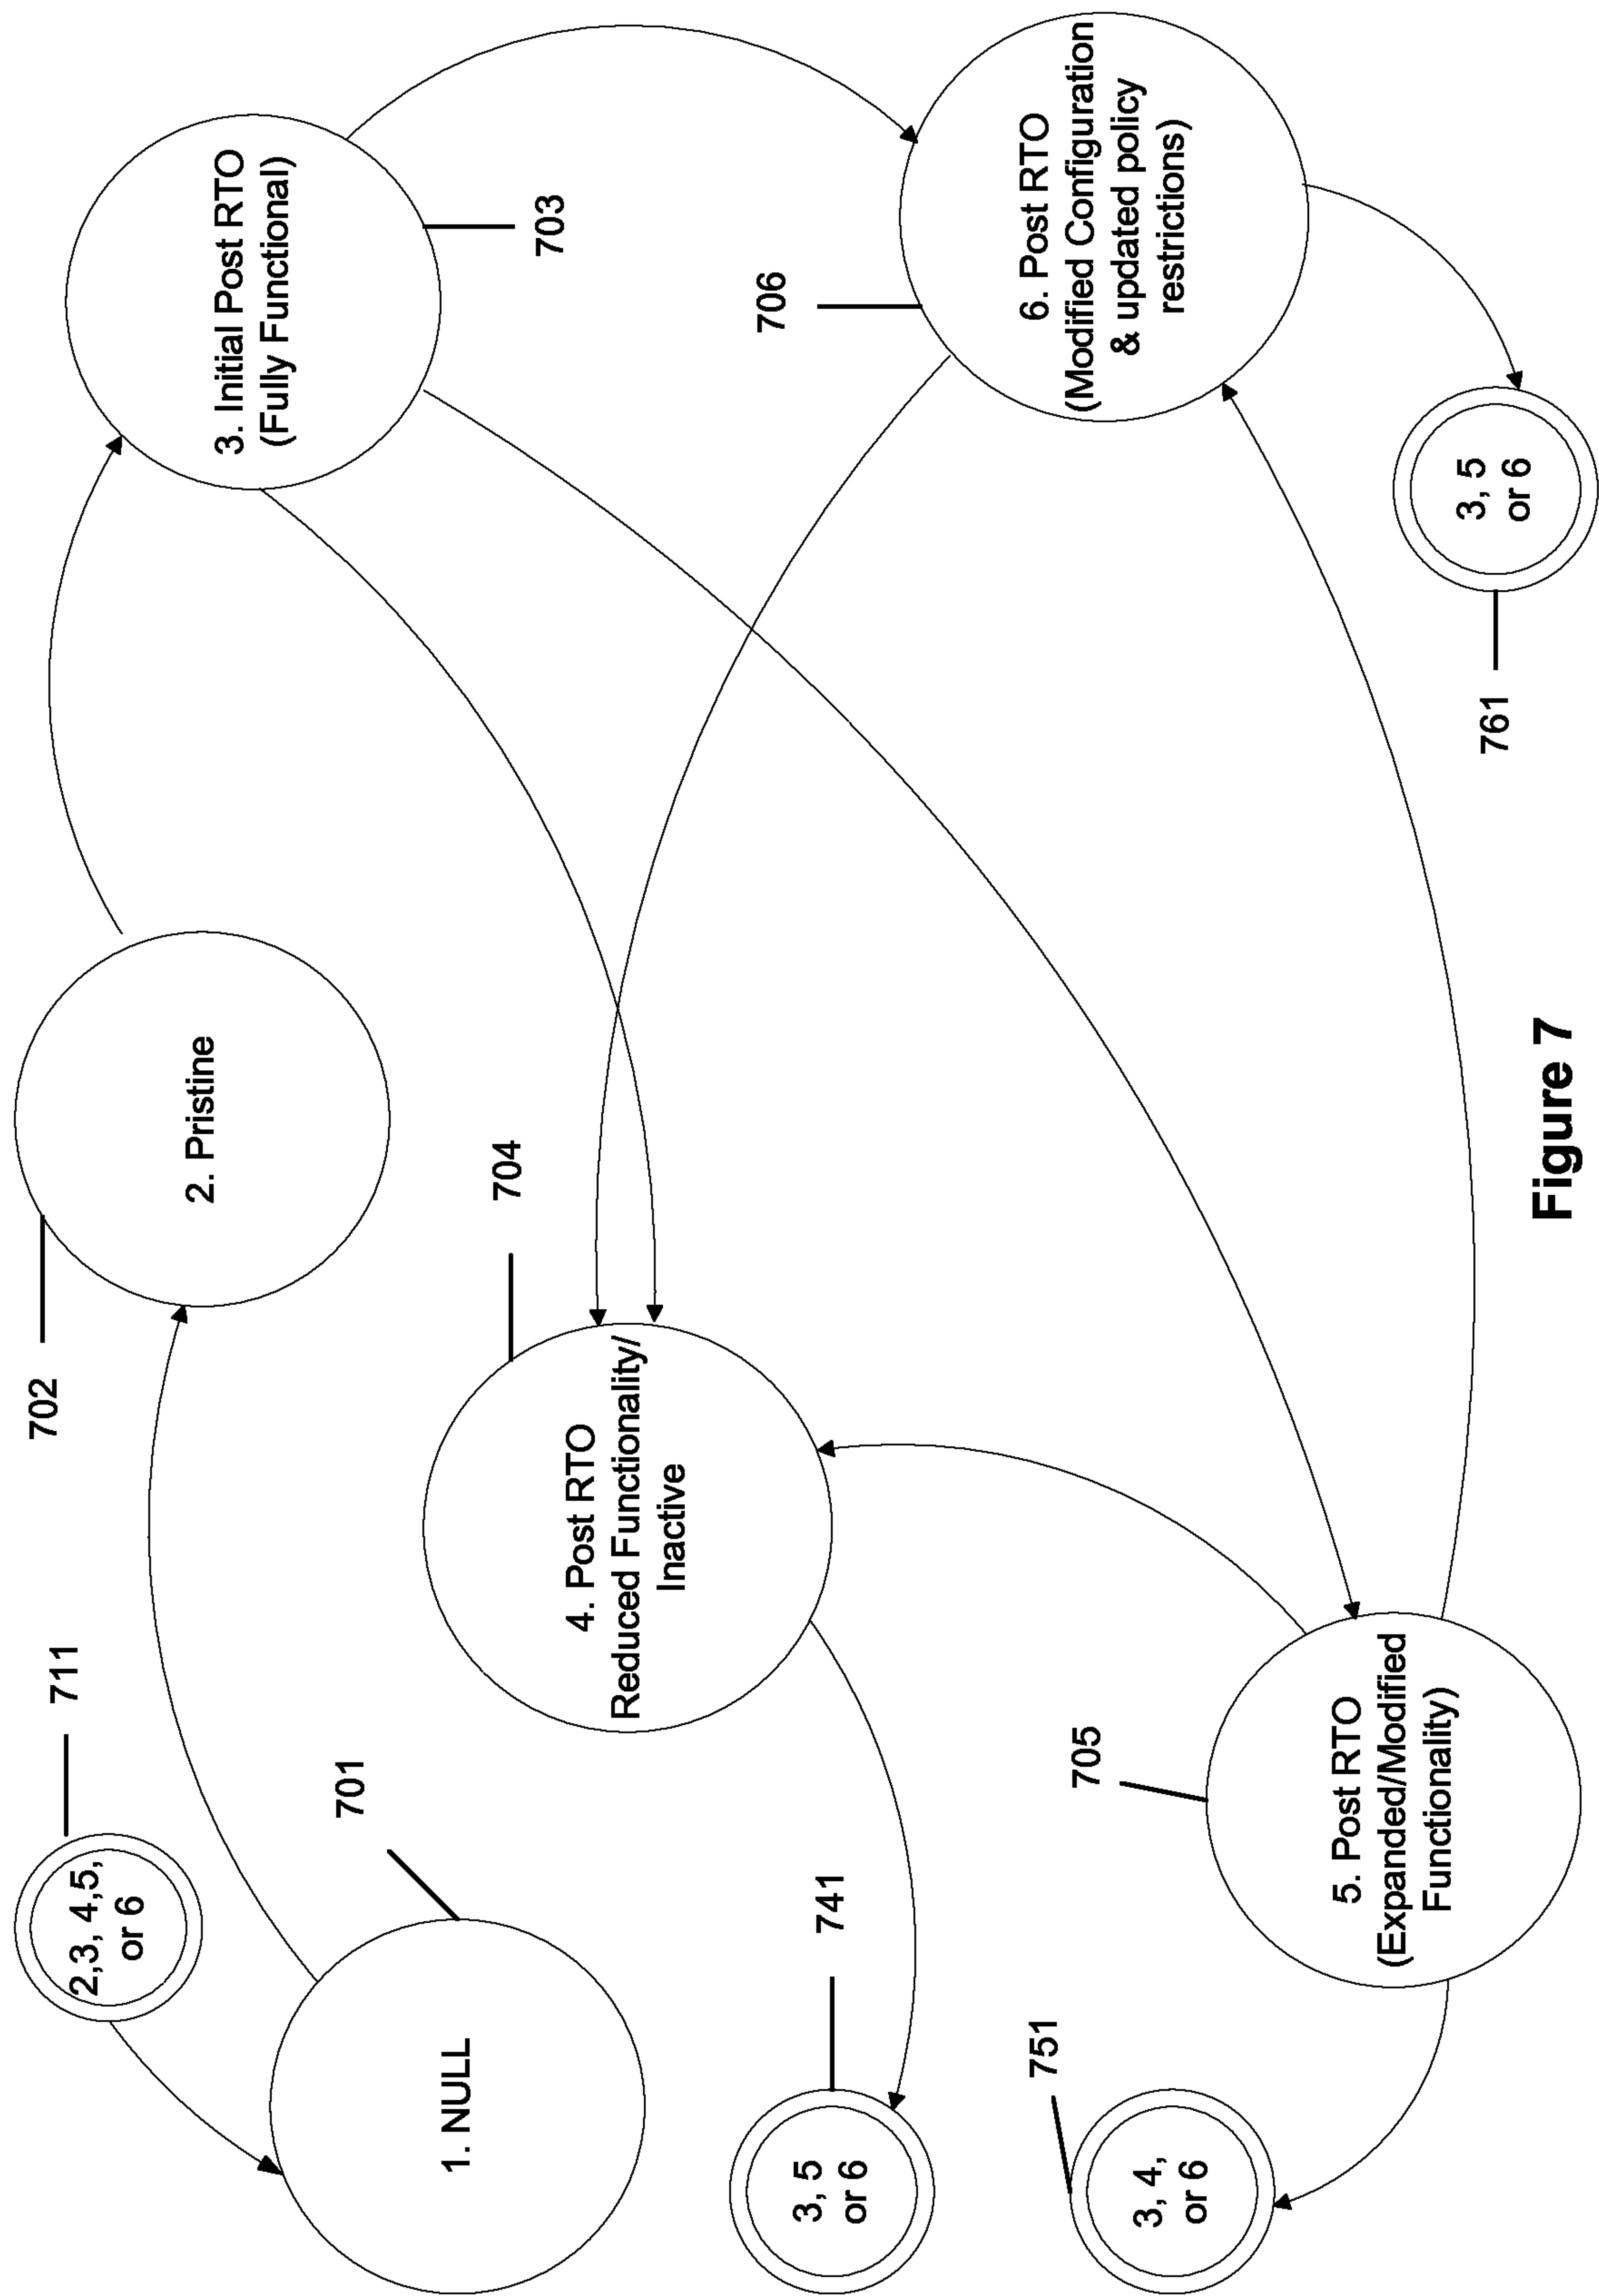 711
2,3, 4,5,
or 6
702
2. Pristine
3. Initial Post RTO
(Fully Functional)
703
701
1. NULL
704
4. Post RTO
Reduced Functionality/
Inactive
706
6. Post RTO
(Modified Configuration
& updated policy
restrictions)
741
3, 5
or 6
751
3, 4,
or 6
705
5. Post RTO
(Expanded/Modified
Functionality)
761
3, 5
or 6
Figure 7